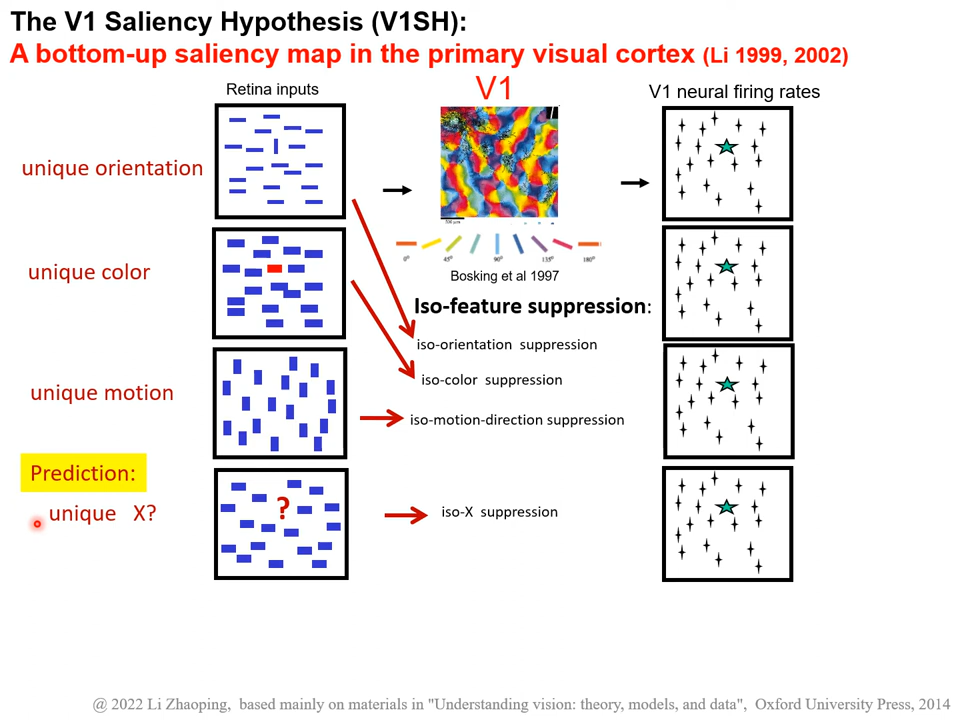 The V1 Saliency Hypothesis (V1SH):
A bottom-up saliency map in the primary visual cortex (Li 1999, 2002)
Retina inputs
V1
V1 neural firing rates
unique orientation
0°
45°
90°
135°
180°
Bosking et al 1997
unique color
Iso-feature suppression:
iso-orientation suppression
iso-color suppression
unique motion
iso-motion-direction suppression
Prediction:
unique X?
?
iso-X suppression
@ 2022 Li Zhaoping, based mainly on materials in "Understanding vision: theory, models, and data", Oxford University Press, 2014